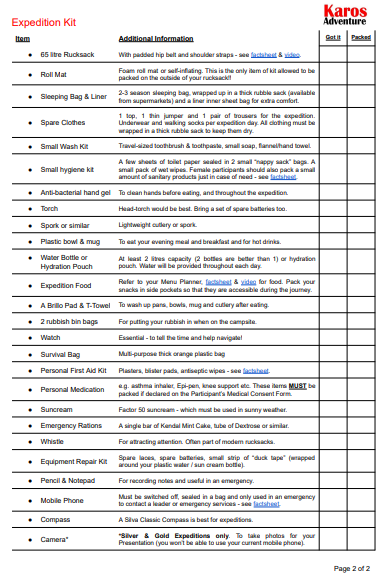 Karos
Adventure
Expedition Kit
Item Additional Information Got It Packed
● 65 litre Rucksack With padded hip belt and shoulder straps - see factsheet & video.
● Roll Mat Foam roll mat or self-inflating. This is the only item of kit allowed to be
packed on the outside of your rucksack!!
● Sleeping Bag & Liner 2-3 season sleeping bag, wrapped up in a thick rubble sack (available
from supermarkets) and a liner inner sheet bag for extra comfort.
● Spare Clothes 1 top, 1 thin jumper and 1 pair of trousers for the expedition.
Underwear and walking socks per expedition day. All clothing must be
wrapped in a thick rubble sack to keep them dry.
● Small Wash Kit Travel-sized toothbrush & toothpaste, small soap, flannel/hand towel.
● Small hygiene kit A few sheets of toilet paper sealed in 2 small "nappy sack" bags. A
small pack of wet wipes. Female participants should also pack a small
amount of sanitary products just in case of need - see factsheet.
● Anti-bacterial hand gel To clean hands before eating, and throughout the expedition.
● Torch Head-torch would be best. Bring a set of spare batteries too.
● Spork or similar Lightweight cutlery or spork.
● Plastic bowl & mug To eat your evening meal and breakfast and for hot drinks.
● Water Bottle or
Hydration Pouch At least 2 litres capacity (2 bottles are better than 1) or hydration
pouch. Water will be provided throughout each day.
● Expedition Food Refer to your Menu Planner, factsheet & video for food. Pack your
snacks in side pockets so that they are accessible during the journey.
● A Brillo Pad & T-Towel To wash up pans, bowls, mug and cutlery after eating.
● 2 rubbish bin bags For putting your rubbish in when on the campsite.
● Watch Essential - to tell the time and help navigate!
● Survival Bag Multi-purpose thick orange plastic bag
● Personal First Aid Kit Plasters, blister pads, antiseptic wipes - see factsheet.
● Personal Medication e.g. asthma inhaler, Epi-pen, knee support etc. These items MUST be
packed if declared on the Participant's Medical Consent Form.
● Suncream Factor 50 suncream - which must be used in sunny weather.
● Emergency Rations A single bar of Kendal Mint Cake, tube of Dextrose or similar.
● Whistle For attracting attention. Often part of modern rucksacks.
● Equipment Repair Kit Spare laces, spare batteries, small strip of "duck tape" (wrapped
around your plastic water / sun cream bottle).
● Pencil & Notepad For recording notes and useful in an emergency.
● Mobile Phone Must be switched off, sealed in a bag and only used in an emergency
to contact a leader or emergency services - see factsheet.
● Compass A Silva Classic Compass is best for expeditions.
● Camera* *Silver & Gold Expeditions only. To take photos for your
Presentation (you won't be able to use your current mobile phone).
Page 2 of 2